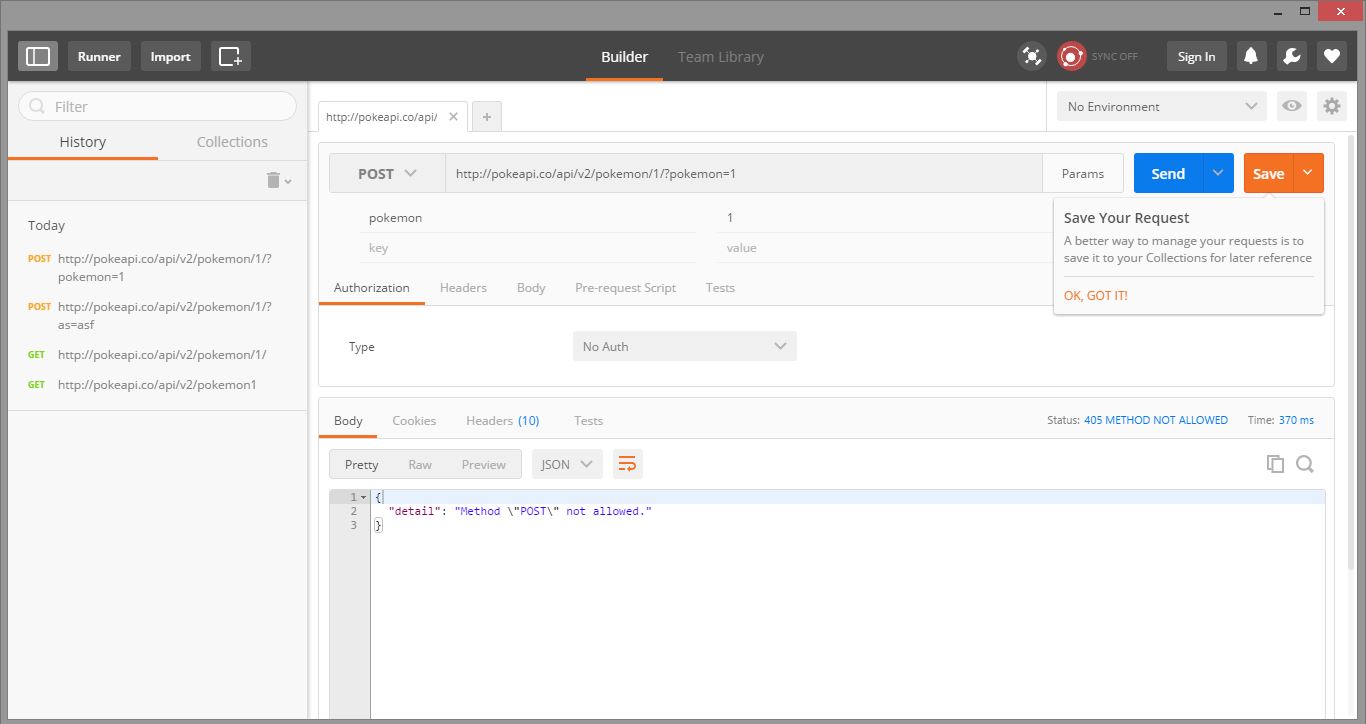 Runner
Import
Builder
Team Library
SYNC OFF
Sign In
Filter
History
Collections
Today
POST http://pokeapi.co/api/v2/pokemon/1/?
pokemon=1
POST http://pokeapi.co/api/v2/pokemon/1/?
as=asf
GET http://pokeapi.co/api/v2/pokemon/1/
GET http://pokeapi.co/api/v2/pokemon1
http://pokeapi.co/api/
No Environment
POST
http://pokeapi.co/api/v2/pokemon/1/?pokemon=1
Params
Send
Save
pokemon 1
key value
Save Your Request
A better way to manage your requests is to
save it to your Collections for later reference
OK, GOT IT!
Authorization Headers Body Pre-request Script Tests
Type No Auth
Body Cookies Headers (10) Tests
Status: 405 METHOD NOT ALLOWED Time: 370 ms
Pretty Raw Preview JSON
1 {
2 "detail": "Method \"POST\" not allowed."
3 }